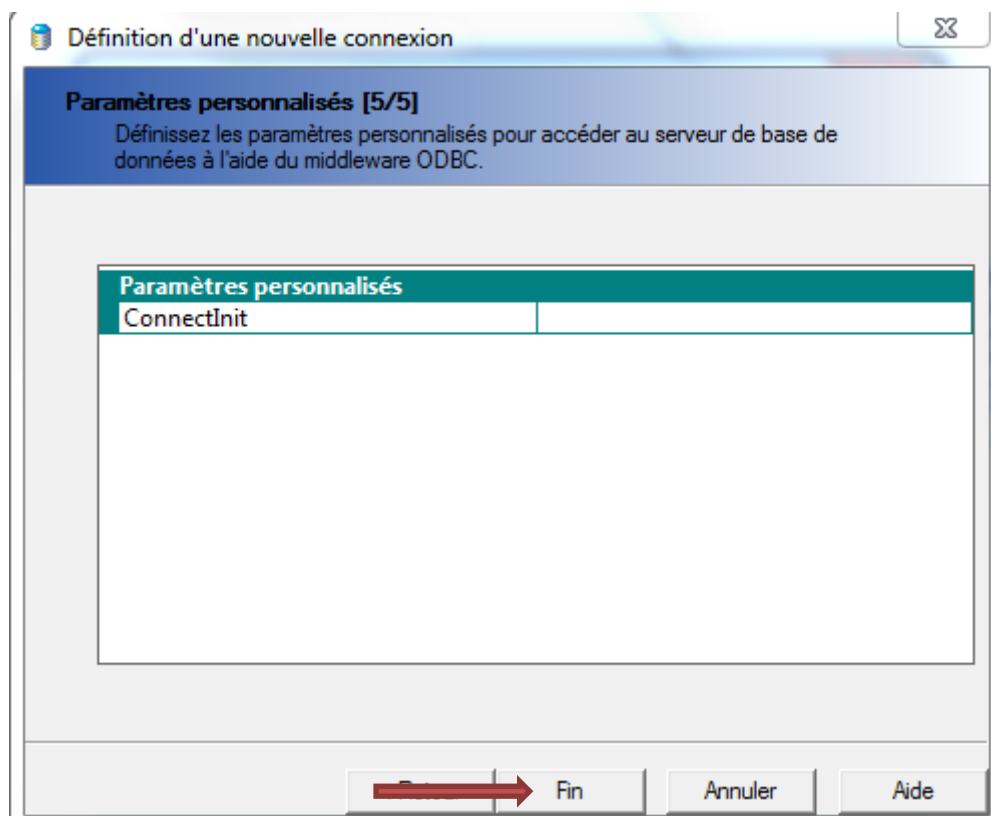 Définition d'une nouvelle connexion
Paramètres personnalisés [5/5]
Définissez les paramètres personnalisés pour accéder au serveur de base de
données à l'aide du middleware ODBC.
Paramètres personnalisés
ConnectInit
Fin
Annuler
Aide